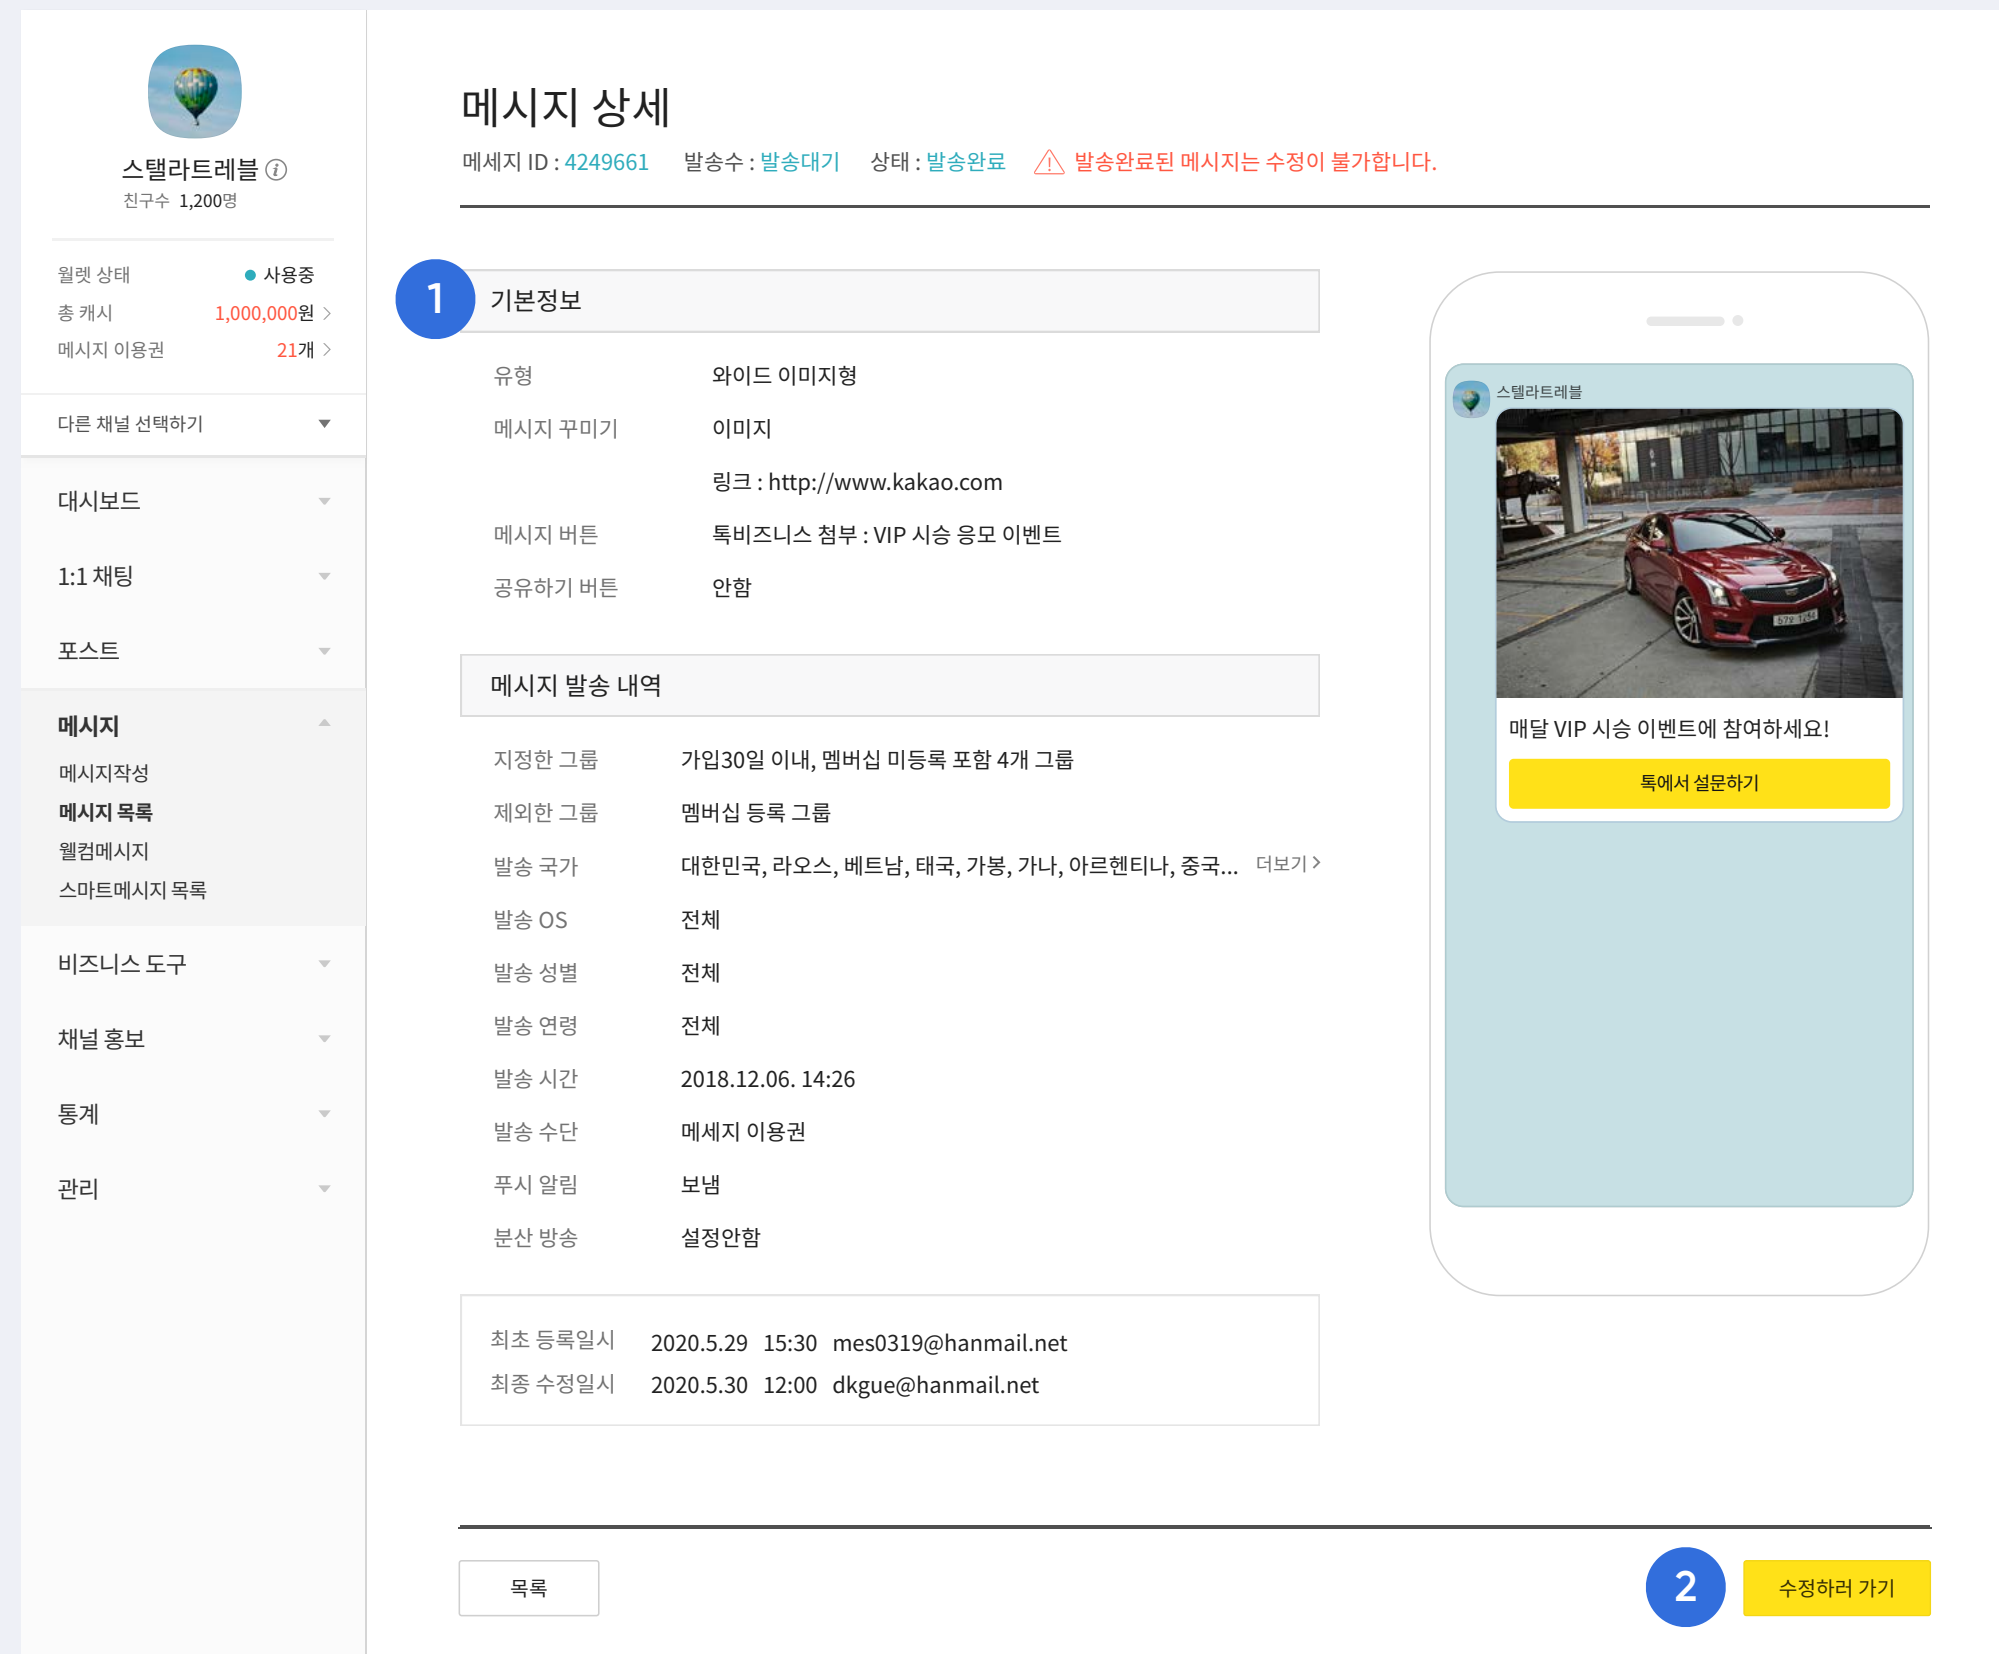 스탤라트레블
친구수 1,200명
월렛 상태 사용중
총 캐시 1,000,000원
메시지 이용권 21개
다른 채널 선택하기
대시보드
1:1 채팅
포스트
메시지
메시지작성
메시지 목록
웰컴메시지
스마트메시지 목록
비즈니스 도구
채널 홍보
통계
관리
메시지 상세
메세지 ID : 4249661 발송수 : 발송대기 상태 : 발송완료 발송완료된 메시지는 수정이 불가합니다.
1 기본정보
유형 와이드 이미지형
메시지 꾸미기 이미지
링크 : http://www.kakao.com
메시지 버튼 톡비즈니스 첨부 : VIP 시승 응모 이벤트
공유하기 버튼 안함
메시지 발송 내역
지정한 그룹 가입30일 이내, 멤버십 미등록 포함 4개 그룹
제외한 그룹 멤버십 등록 그룹
발송 국가 대한민국, 라오스, 베트남, 태국, 가봉, 가나, 아르헨티나, 중국... 더보기
발송 OS 전체
발송 성별 전체
발송 연령 전체
발송 시간 2018.12.06. 14:26
발송 수단 메세지 이용권
푸시 알림 보냄
분산 방송 설정안함
최초 등록일시 2020.5.29 15:30 mes0319@hanmail.net
최종 수정일시 2020.5.30 12:00 dkgue@hanmail.net
스텔라트레블
매달 VIP 시승 이벤트에 참여하세요!
톡에서 설문하기
목록
2 수정하러 가기